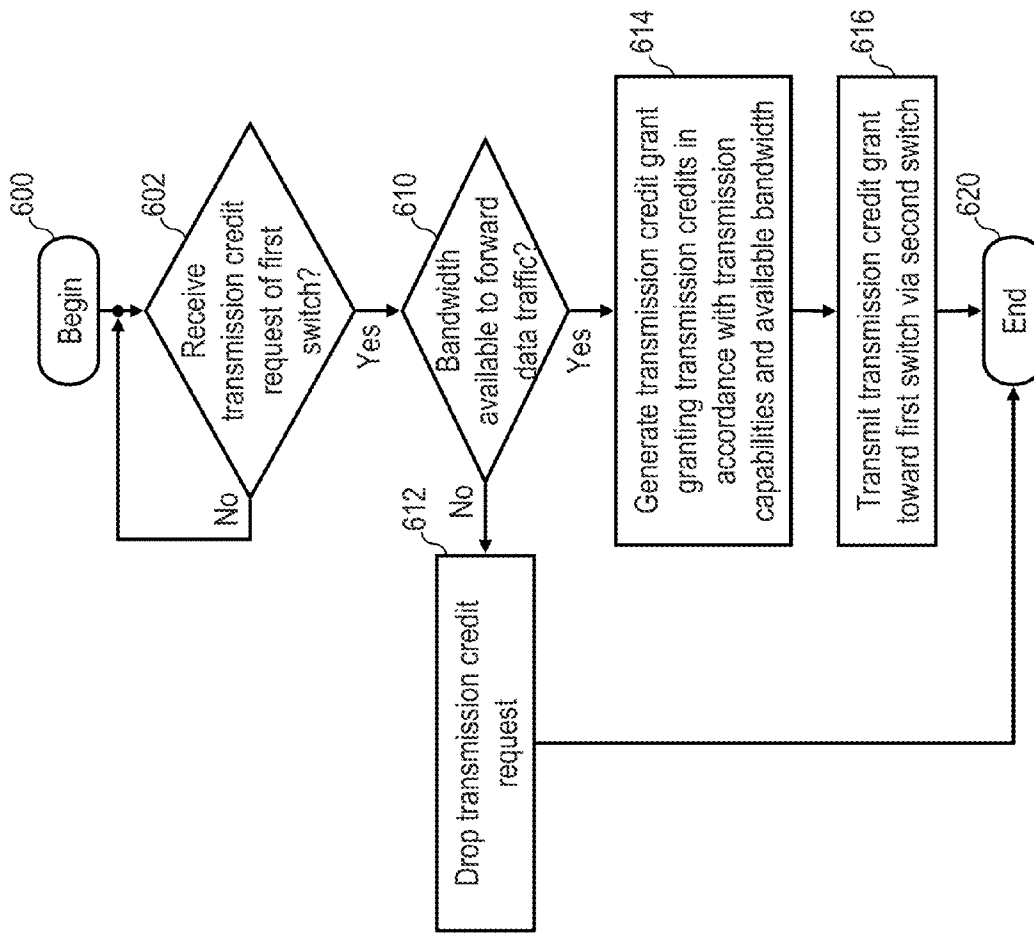 600
Begin
602
Receive
transmission credit
request of first
switch?
No
Yes
610
Bandwidth
available to forward
data traffic?
No
Yes
612
Drop transmission credit
request
614
Generate transmission credit grant
granting transmission credits in
accordance with transmission
capabilities and available bandwidth
616
Transmit transmission credit grant
toward first switch via second switch
620
End